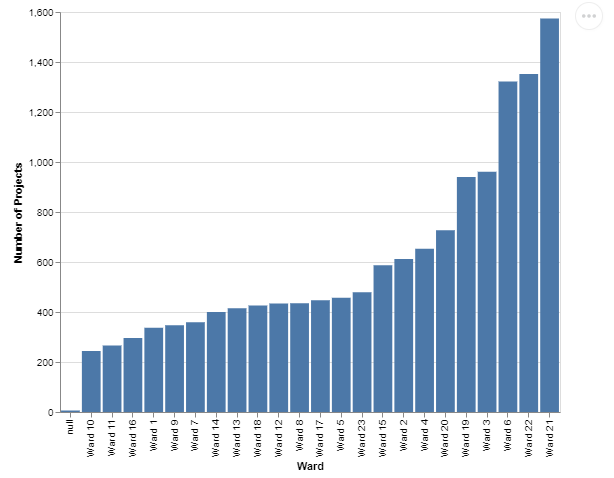 1,600
1,400
1,200
1,000
800
600
400
200
0
Number of Projects
null
Ward 10
Ward 11
Ward 16
Ward 1
Ward 9
Ward 7
Ward 14
Ward 13
Ward 18
Ward 12
Ward 8
Ward 17
Ward 5
Ward 23
Ward 15
Ward 2
Ward 4
Ward 20
Ward 19
Ward 3
Ward 6
Ward 22
Ward 21
Ward